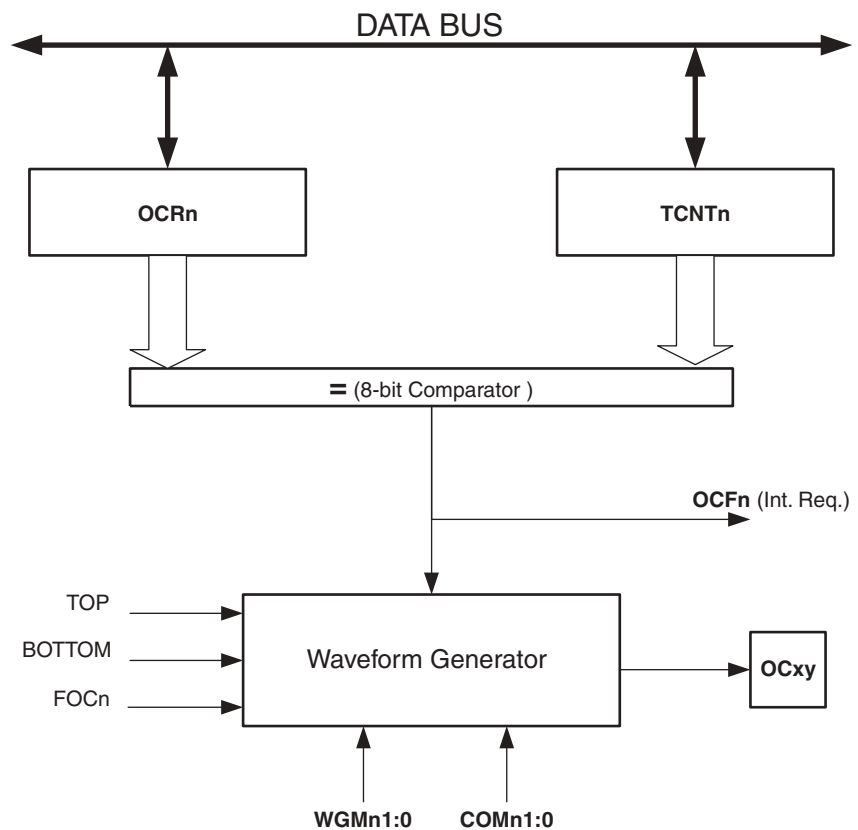 DATA BUS
OCRn
TCNTn
= (8-bit Comparator )
OCFn (Int. Req.)
TOP
BOTTOM
FOCn
Waveform Generator
OCxy
WGMn1:0
COMn1:0